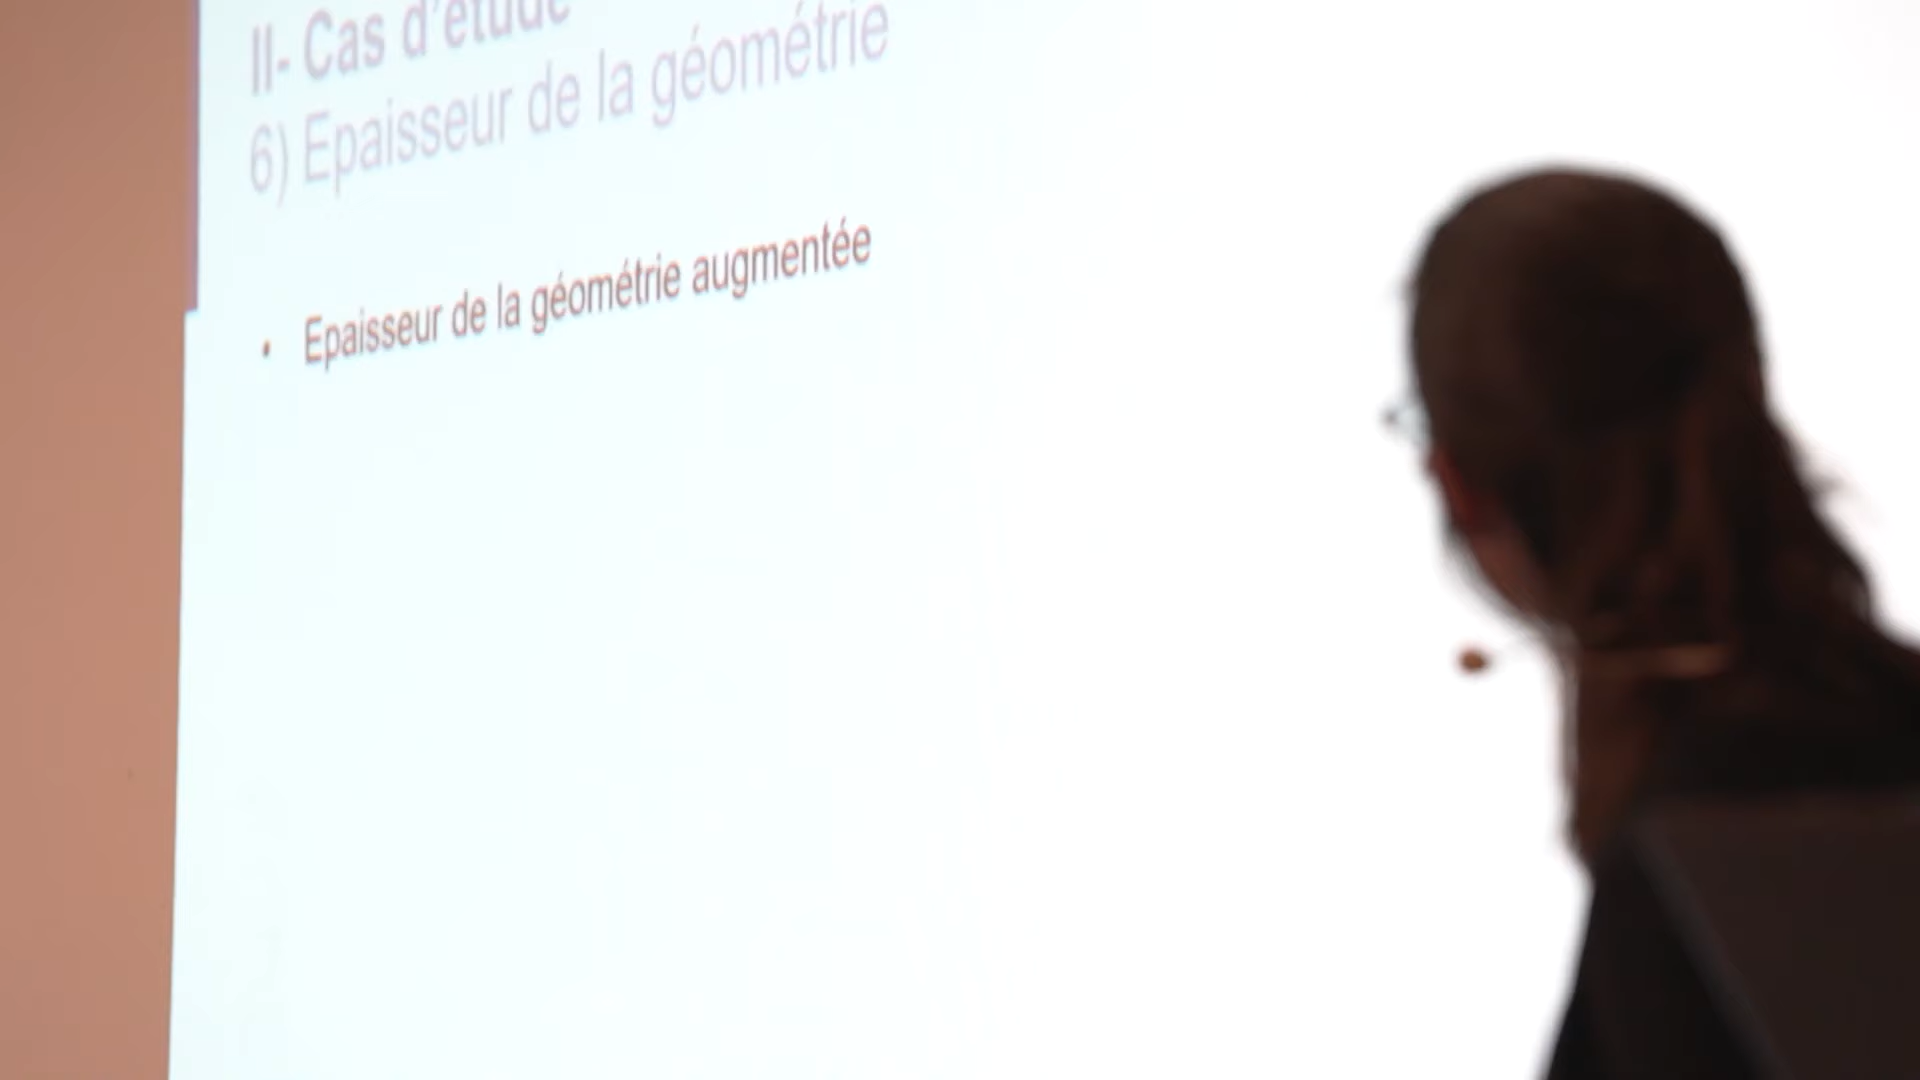 II- Cas d'étude
6) Epaisseur de la géométrie
• Epaisseur de la géométrie augmentée